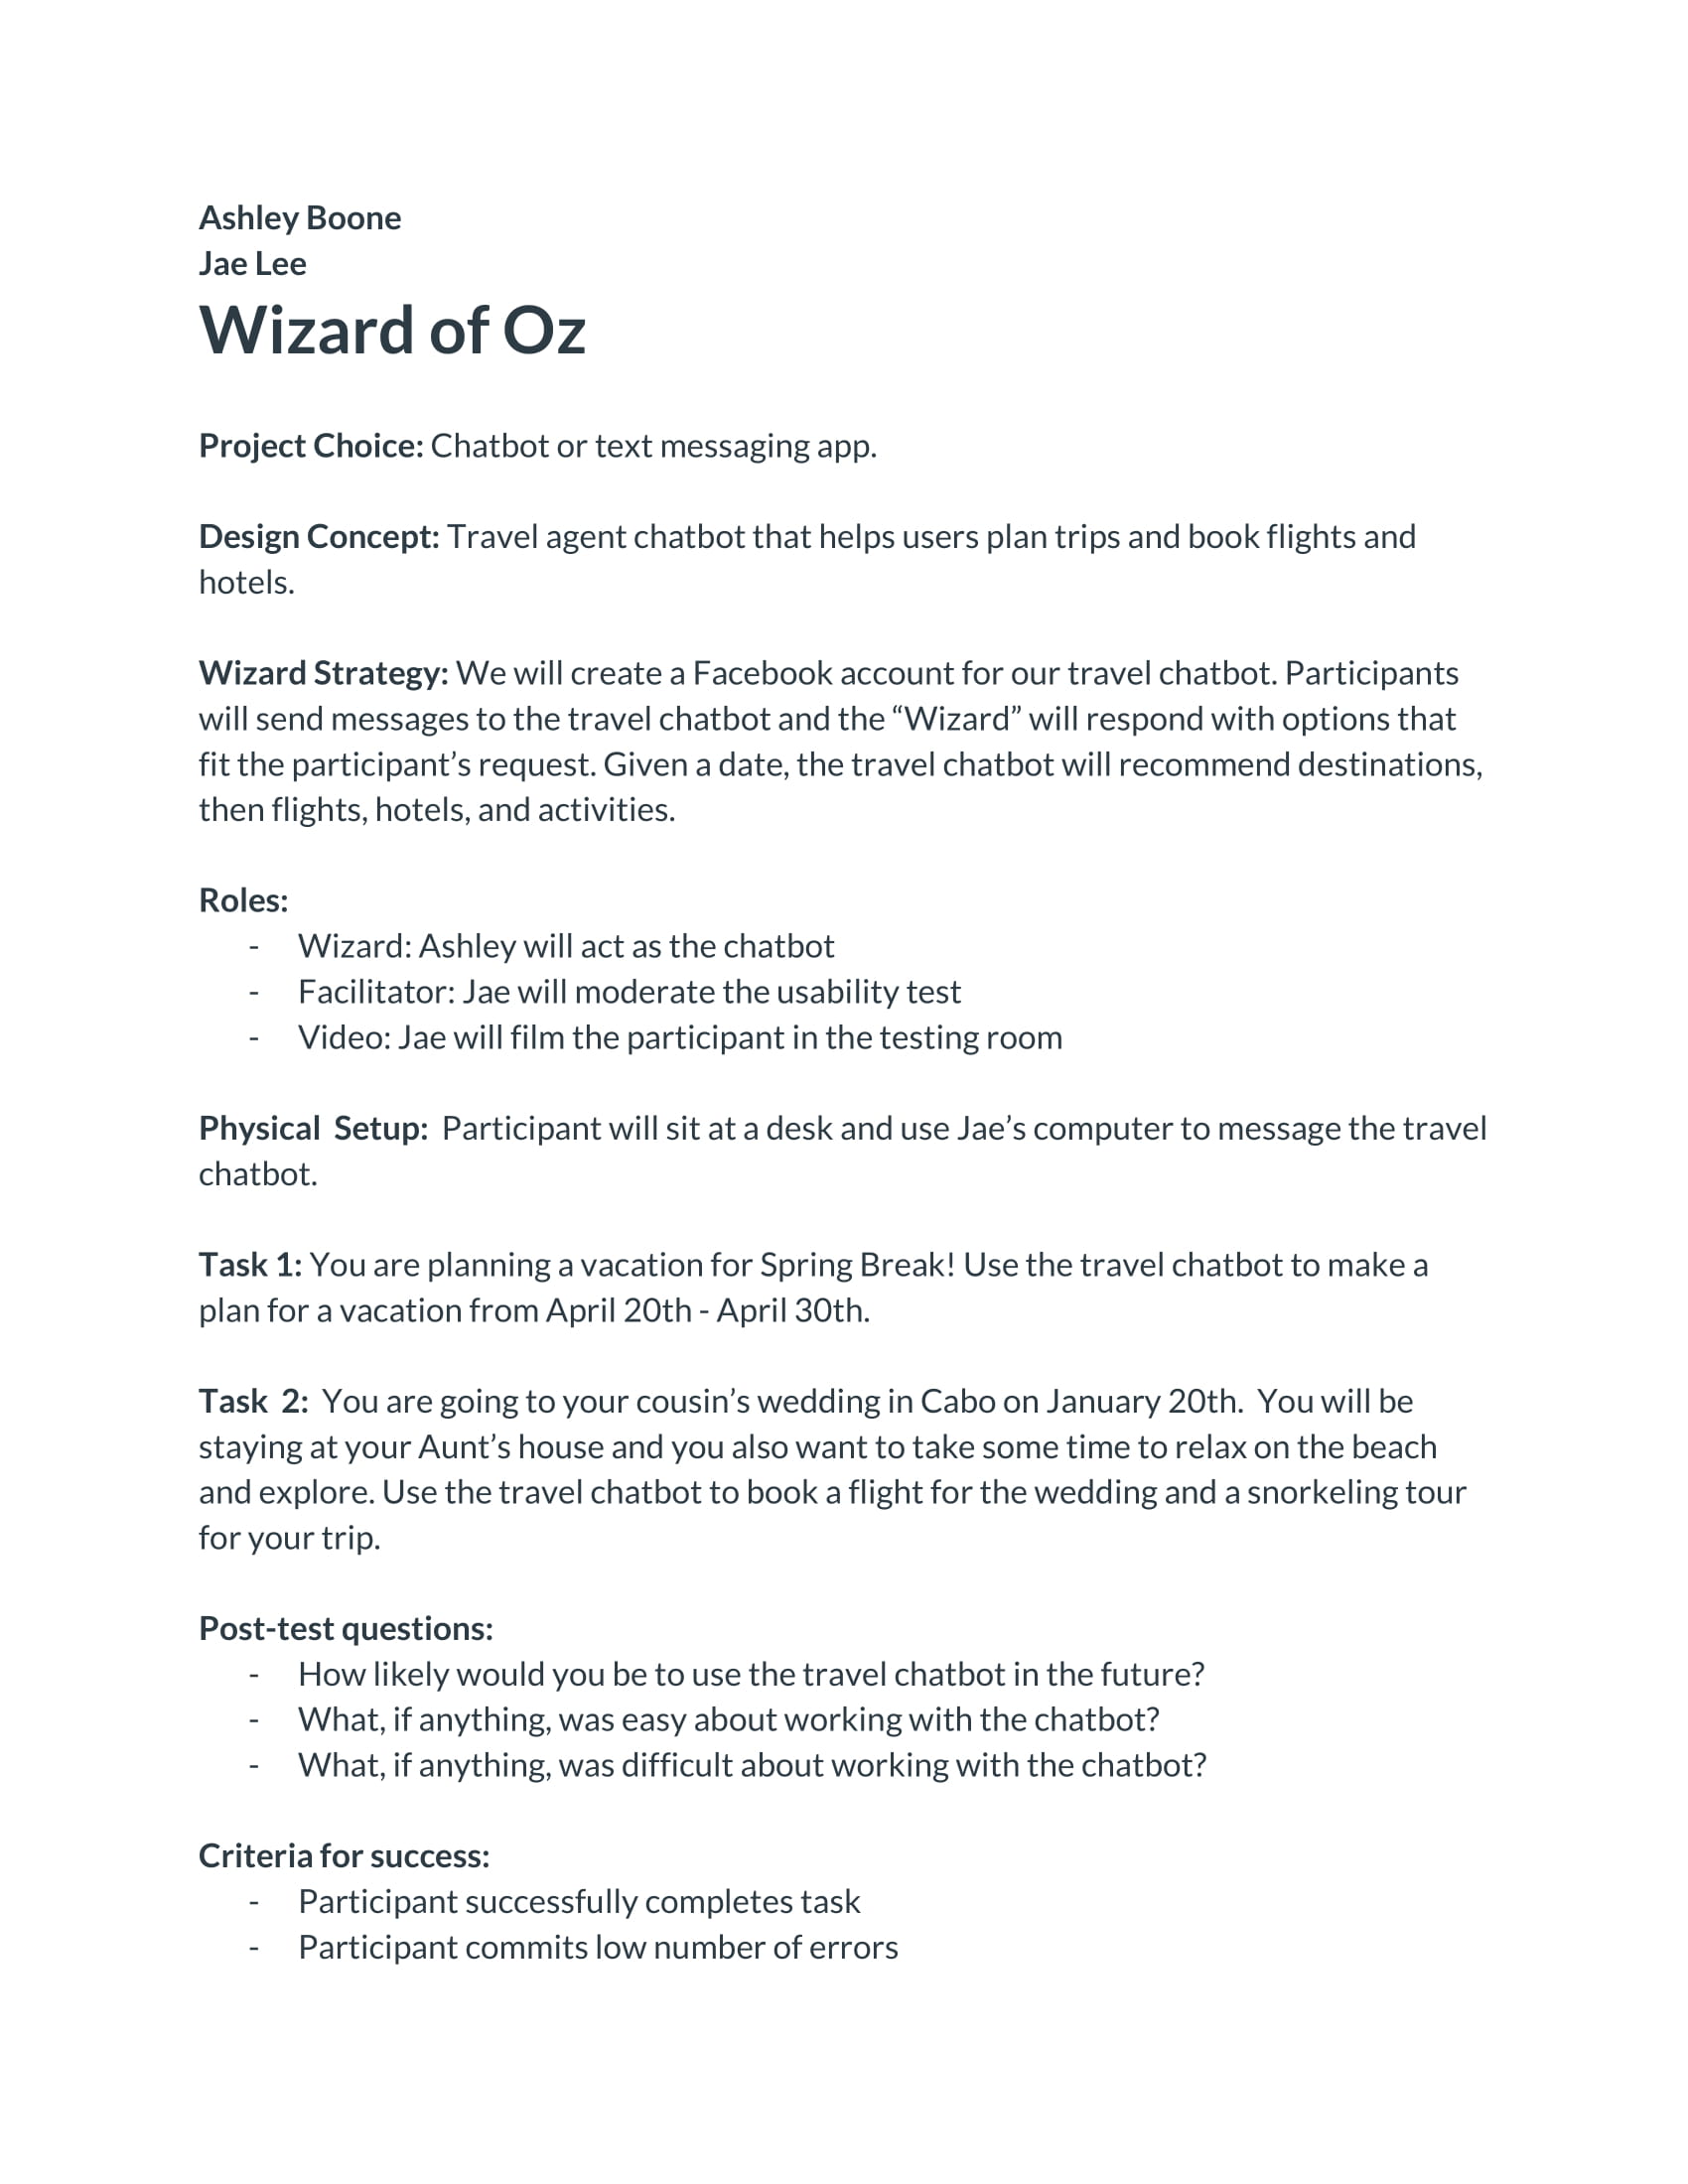 Ashley Boone
Jae Lee
Wizard of Oz
Project Choice: Chatbot or text messaging app.
Design Concept: Travel agent chatbot that helps users plan trips and book flights and
hotels.
Wizard Strategy: We will create a Facebook account for our travel chatbot. Participants
will send messages to the travel chatbot and the “Wizard” will respond with options that
fit the participant’s request. Given a date, the travel chatbot will recommend destinations,
then flights, hotels, and activities.
Roles:
- Wizard: Ashley will act as the chatbot
- Facilitator: Jae will moderate the usability test
- Video: Jae will film the participant in the testing room
Physical Setup: Participant will sit at a desk and use Jae’s computer to message the travel
chatbot.
Task 1: You are planning a vacation for Spring Break! Use the travel chatbot to make a
plan for a vacation from April 20th - April 30th.
Task 2: You are going to your cousin’s wedding in Cabo on January 20th. You will be
staying at your Aunt’s house and you also want to take some time to relax on the beach
and explore. Use the travel chatbot to book a flight for the wedding and a snorkeling tour
for your trip.
Post-test questions:
- How likely would you be to use the travel chatbot in the future?
- What, if anything, was easy about working with the chatbot?
- What, if anything, was difficult about working with the chatbot?
Criteria for success:
- Participant successfully completes task
- Participant commits low number of errors